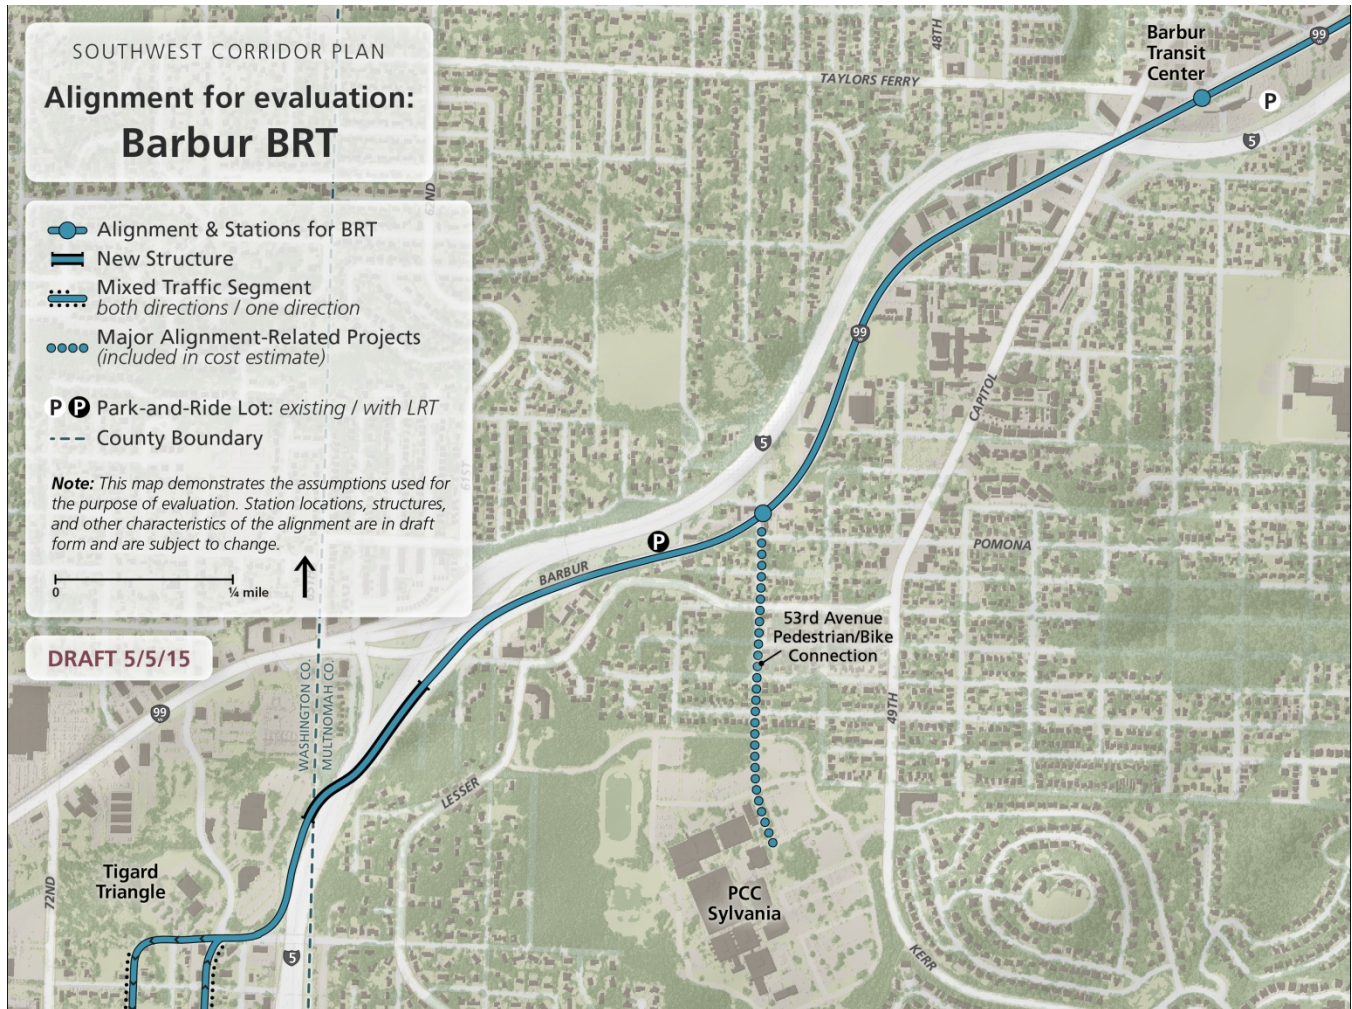 SOUTHWEST CORRIDOR PLAN
Alignment for evaluation:
Barbur BRT
Alignment & Stations for BRT
New Structure
Mixed Traffic Segment
both directions / one direction
Major Alignment-Related Projects
(included in cost estimate)
P P Park-and-Ride Lot: existing / with LRT
County Boundary
Note: This map demonstrates the assumptions used for
the purpose of evaluation. Station locations, structures,
and other characteristics of the alignment are in draft
form and are subject to change.
0 ¼ mile
DRAFT 5/5/15
62ND
61ST
48TH
TAYLORS FERRY
Barbur
Transit
Center
99
P
5
99
CAPITOL
5
P
BARBUR
POMONA
53rd Avenue
Pedestrian/Bike
Connection
49TH
WASHINGTON CO.
MULTNOMAH CO.
99
LESSER
Tigard
Triangle
72ND
PCC
Sylvania
5
KERR